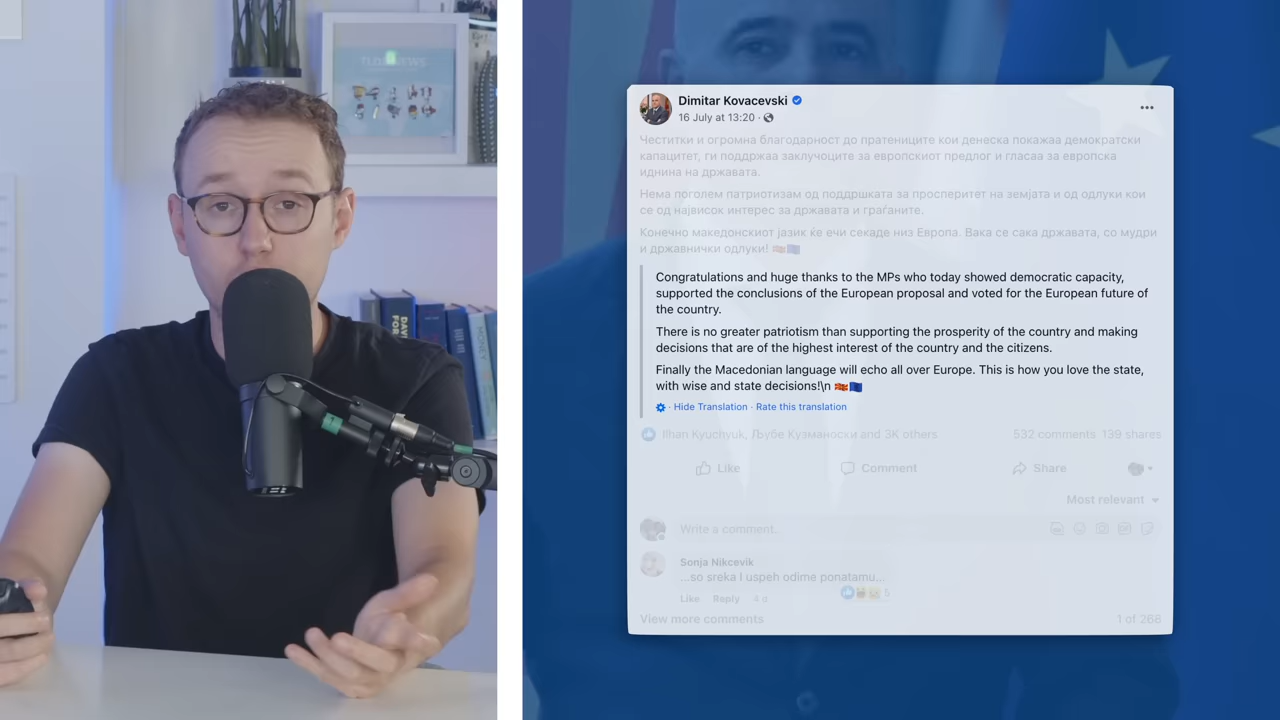 TLDR NEWS
MONEY
Dimitar Kovacevski
16 July at 13:20 ·
Честитки и огромна благодарност до пратениците кои денеска покажаа демократски
капацитет, ги поддржаа заклучоците за европскиот предлог и гласаа за европска
иднина на државата.
Нема поголем патриотизам од поддршката за просперитет на земјата и од одлуки кои
се од највисок интерес за државата и граѓаните.
Конечно македонскиот јазик ќе ечи секаде низ Европа. Вака се сака државата, со мудри
и државнички одлуки! 🇲🇰🇪🇺
Congratulations and huge thanks to the MPs who today showed democratic capacity,
supported the conclusions of the European proposal and voted for the European future of
the country.
There is no greater patriotism than supporting the prosperity of the country and making
decisions that are of the highest interest of the country and the citizens.
Finally the Macedonian language will echo all over Europe. This is how you love the state,
with wise and state decisions!\n 🇲🇰🇪🇺
· Hide Translation · Rate this translation
Ilhan Kyuchyuk, Љубе Кузманоски and 3K others 532 comments 139 shares
Like Comment Share
Most relevant
Write a comment.
Sonja Nikcevik
...so sreka I uspeh odime ponatamu...
Like Reply 4 d 5
View more comments 1 of 268